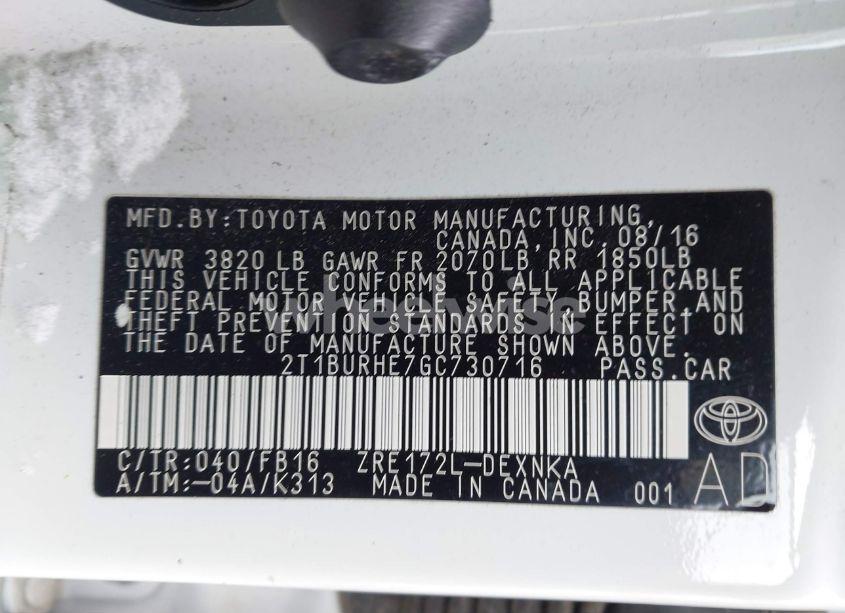 MFD.BY:TOYOTA MOTOR MANUFACTURING,
CANADA,INC.08/16
GVWR 3820LB GAWR FR 2070LB RR 1850LB
THIS VEHICLE CONFORMS TO ALL APPLICABLE
FEDERAL MOTOR VEHICLE SAFETY,BUMPER,AND
THEFT PREVENTION STANDARDS IN EFFECT ON
THE DATE OF MANUFACTURE SHOWN ABOVE.
2T1BURHE7GC730716 PASS.CAR
C/TR:040/FB16 ZRE172L-DEXNKA
A/TM:-04A/K313 MADE IN CANADA 001
AD